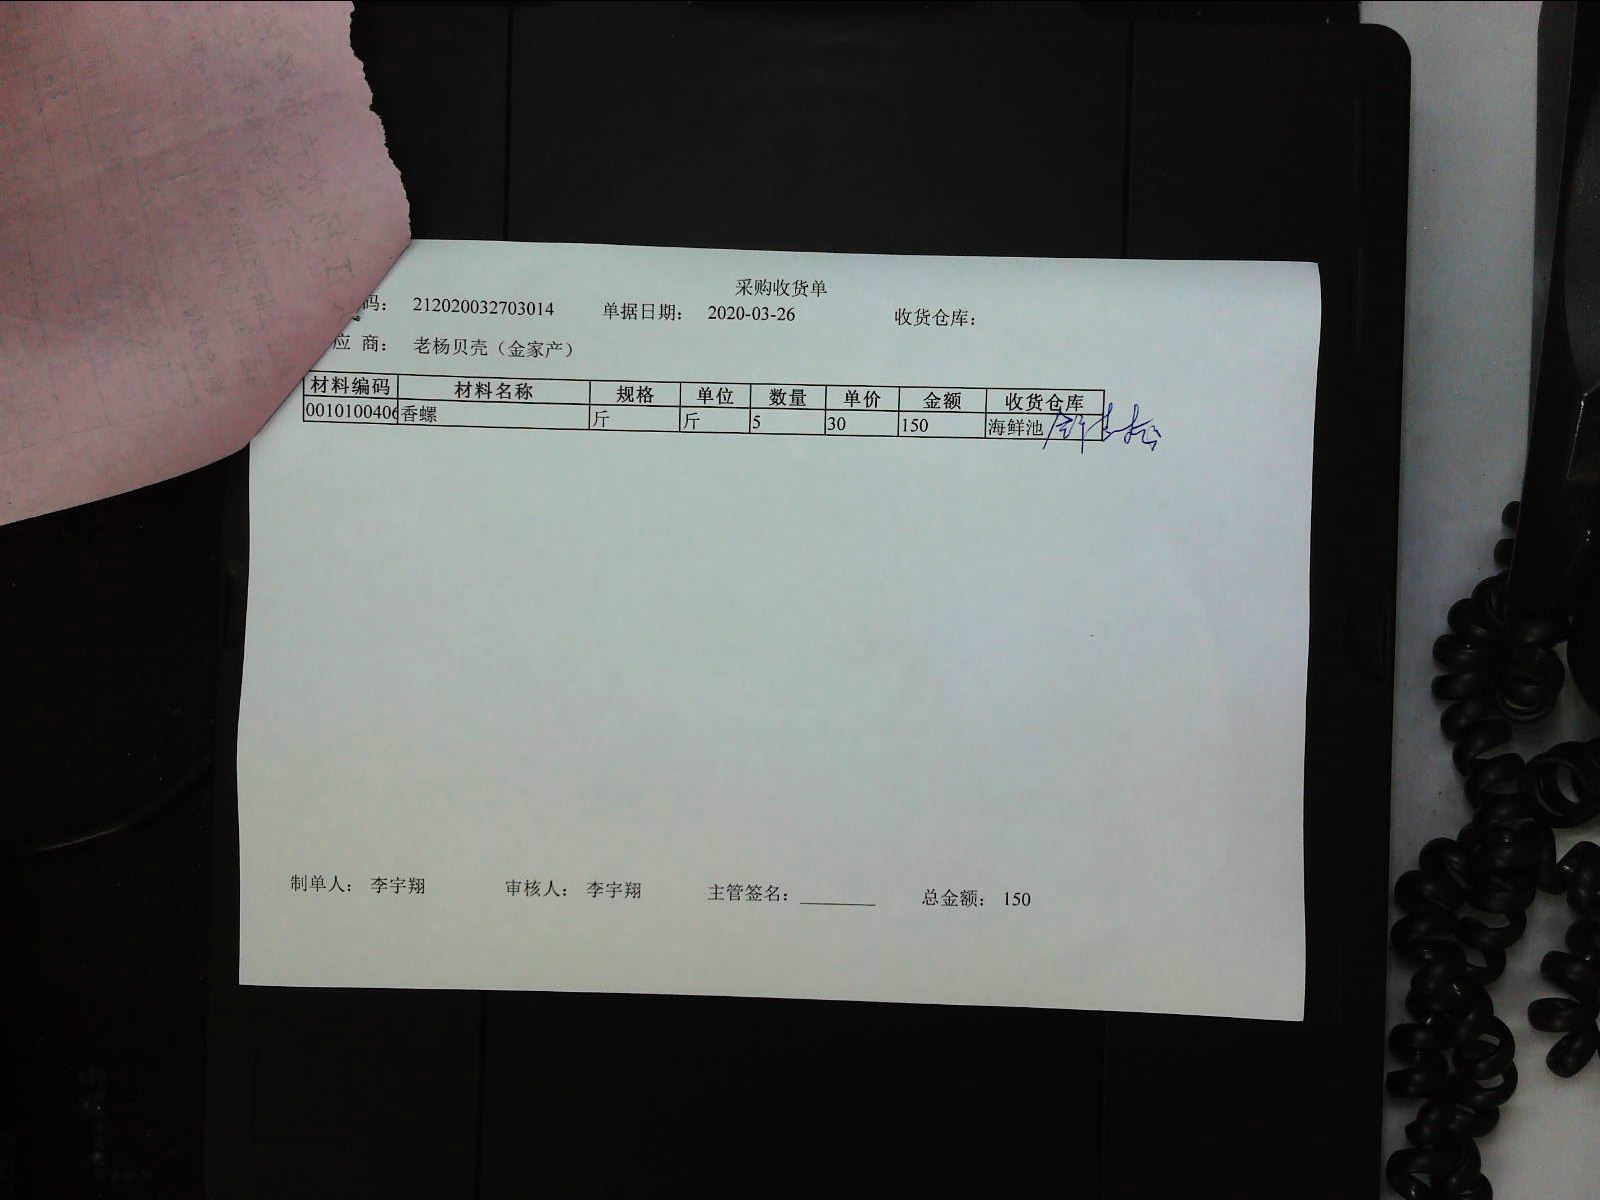 采购收货单
码： 212020032703014 单据日期： 2020-03-26 收货仓库：
应 商： 老杨贝壳（金家产）
材料编码 材料名称 规格 单位 数量 单价 金额 收货仓库
0010100406 香螺 斤 斤 5 30 150 海鲜池
制单人： 李宇翔 审核人： 李宇翔 主管签名：________ 总金额： 150